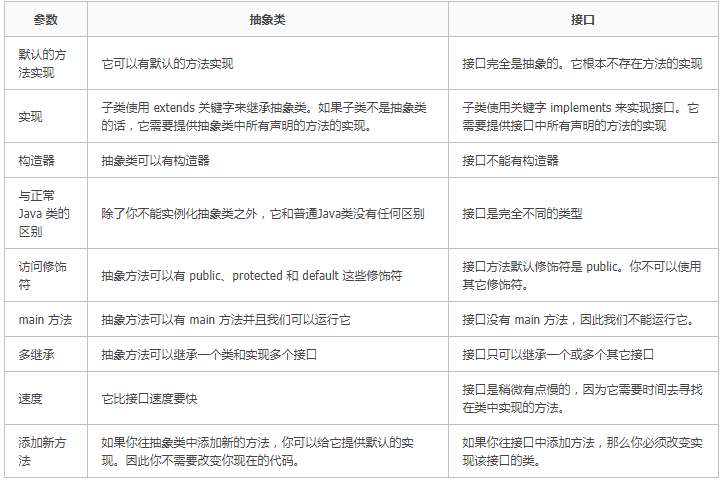 参数 抽象类 接口
默认的方 它可以有默认的方法实现 接口完全是抽象的。它根本不存在方法的实现
法实现
实现 子类使用 extends 关键字来继承抽象类。如果子类不是抽象类 子类使用关键字 implements 来实现接口。它
的话，它需要提供抽象类中所有声明的方法的实现。 需要提供接口中所有声明的方法的实现
构造器 抽象类可以有构造器 接口不能有构造器
与正常
Java 类的 除了你不能实例化抽象类之外，它和普通Java类没有任何区别 接口是完全不同的类型
区别
访问修饰 抽象方法可以有 public、protected 和 default 这些修饰符 接口方法默认修饰符是 public。你不可以使用
符 其它修饰符。
main 方法 抽象方法可以有 main 方法并且我们可以运行它 接口没有 main 方法，因此我们不能运行它。
多继承 抽象方法可以继承一个类和实现多个接口 接口只可以继承一个或多个其它接口
速度 它比接口速度要快 接口是稍微有点慢的，因为它需要时间去寻找
在类中实现的方法。
添加新方 如果你往抽象类中添加新的方法，你可以给它提供默认的实 如果你往接口中添加方法，那么你必须改变实
法 现。因此你不需要改变你现在的代码。 现该接口的类。